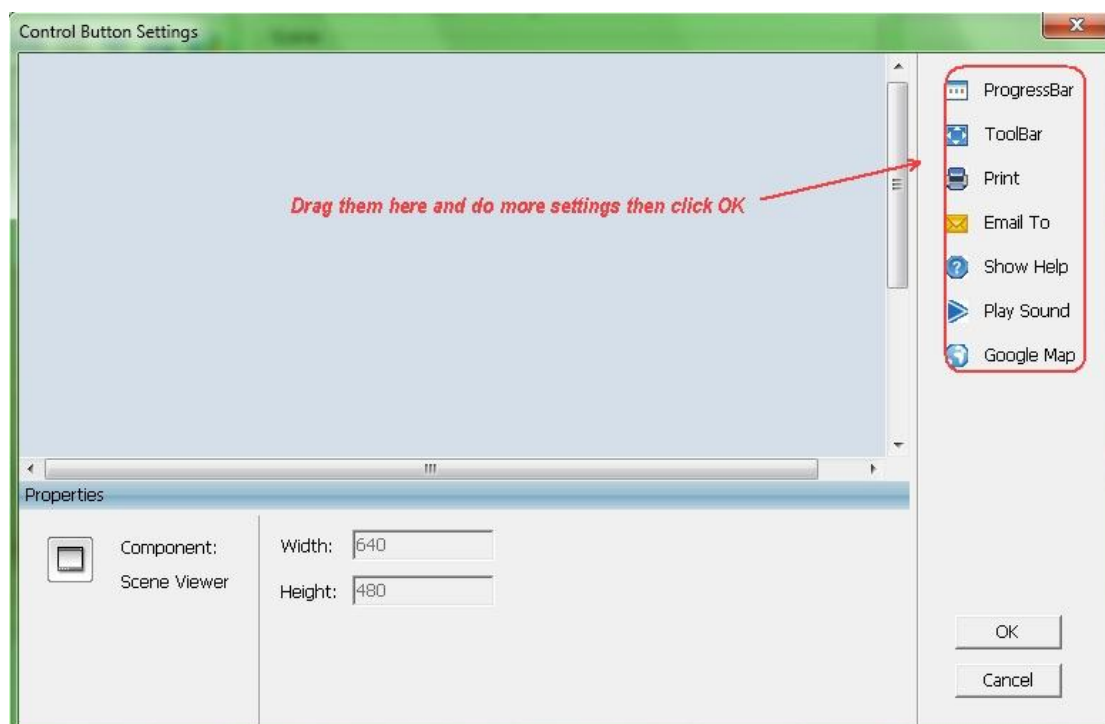 Control Button Settings
ProgressBar
ToolBar
Print
Drag them here and do more settings then click OK
Email To
Show Help
Play Sound
Google Map
Properties
Component:
Scene Viewer
Width: 640
Height: 480
OK
Cancel